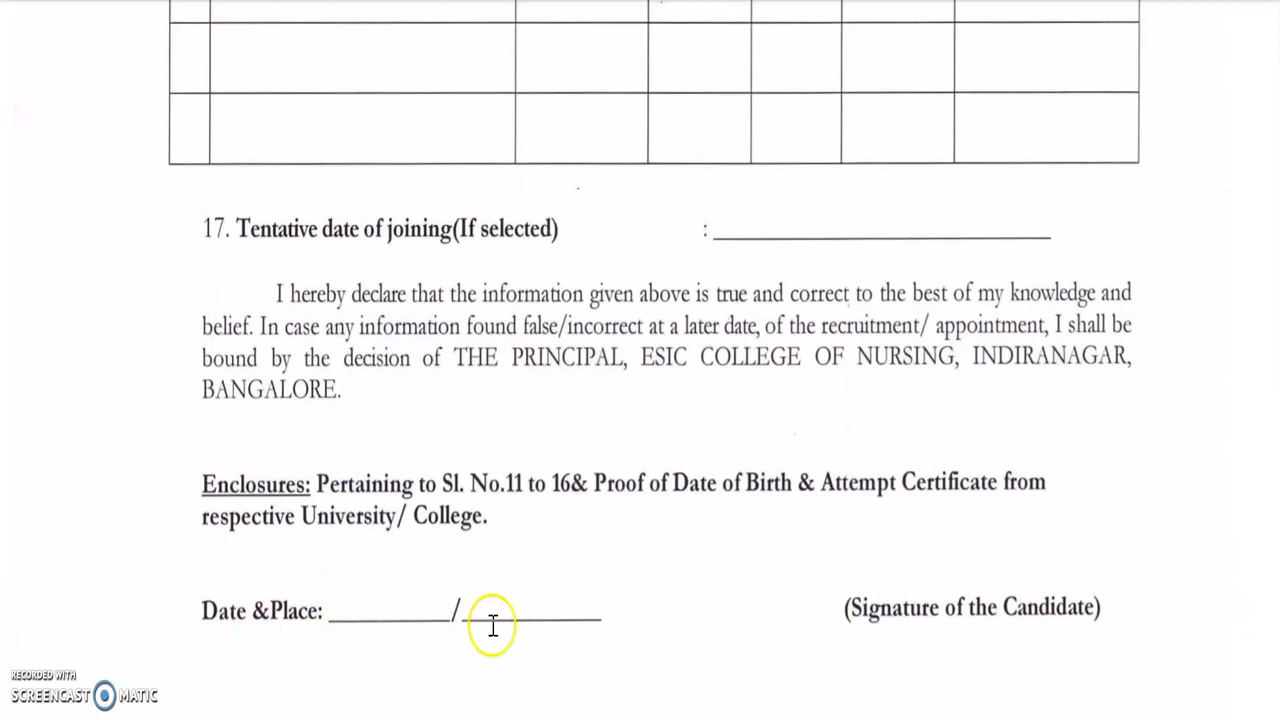 17. Tentative date of joining(If selected) : ____________________
I hereby declare that the information given above is true and correct to the best of my knowledge and
belief. In case any information found false/incorrect at a later date, of the recruitment/ appointment, I shall be
bound by the decision of THE PRINCIPAL, ESIC COLLEGE OF NURSING, INDIRANAGAR,
BANGALORE.
Enclosures: Pertaining to Sl. No.11 to 16& Proof of Date of Birth & Attempt Certificate from
respective University/ College.
Date &Place: __________/___________ (Signature of the Candidate)
RECORDED WITH
SCREENCAST MATIC